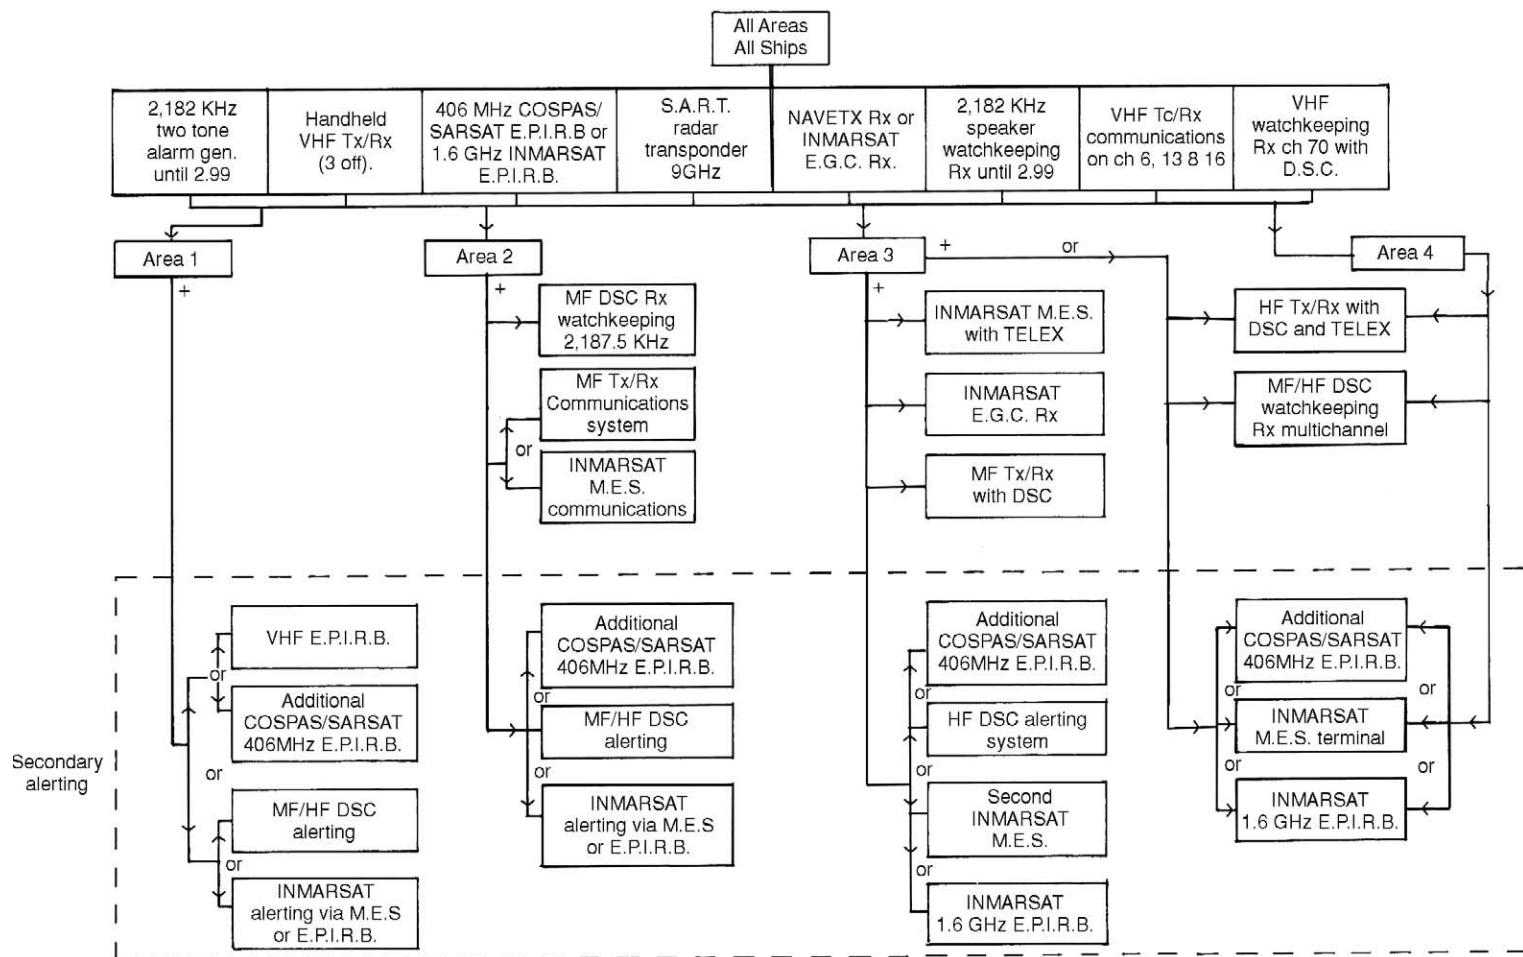 All Areas
All Ships
2,182 KHz
two tone
alarm gen.
until 2.99
Handheld
VHF Tx/Rx
(3 off).
406 MHz COSPAS/
SARSAT E.P.I.R.B or
1.6 GHz INMARSAT
E.P.I.R.B.
S.A.R.T.
radar
transponder
9GHz
NAVETX Rx or
INMARSAT
E.G.C. Rx.
2,182 KHz
speaker
watchkeeping
Rx until 2.99
VHF Tc/Rx
communications
on ch 6, 13 8 16
VHF
watchkeeping
Rx ch 70 with
D.S.C.
Area 1
+
Area 2
+
Area 3
+
+
or
Area 4
MF DSC Rx
watchkeeping
2,187.5 KHz
MF Tx/Rx
Communications
system
or
INMARSAT
M.E.S.
communications
INMARSAT M.E.S.
with TELEX
INMARSAT
E.G.C. Rx
MF Tx/Rx
with DSC
HF Tx/Rx with
DSC and TELEX
MF/HF DSC
watchkeeping
Rx multichannel
Secondary
alerting
VHF E.P.I.R.B.
or
Additional
COSPAS/SARSAT
406MHz E.P.I.R.B.
or
MF/HF DSC
alerting
or
INMARSAT
alerting via M.E.S
or E.P.I.R.B.
Additional
COSPAS/SARSAT
406MHz E.P.I.R.B.
or
MF/HF DSC
alerting
or
INMARSAT
alerting via M.E.S
or E.P.I.R.B.
Additional
COSPAS/SARSAT
406MHz E.P.I.R.B.
or
HF DSC alerting
system
or
Second
INMARSAT
M.E.S.
or
INMARSAT
1.6 GHz E.P.I.R.B.
Additional
COSPAS/SARSAT
406MHz E.P.I.R.B.
or
or
INMARSAT
M.E.S. terminal
or
or
INMARSAT
1.6 GHz E.P.I.R.B.